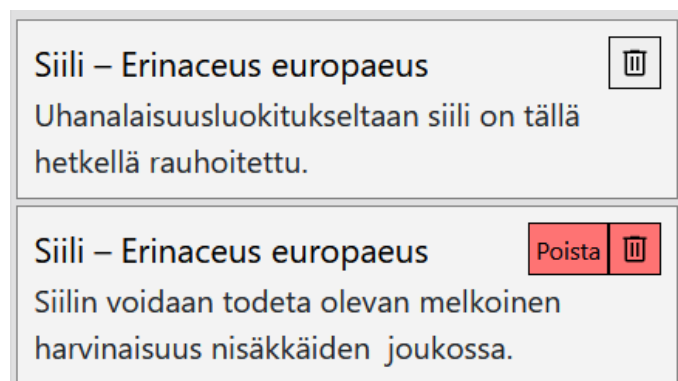 Siili – Erinaceus europaeus
Uhanalaisuusluokitukseltaan siili on tällä
hetkellä rauhoitettu.
Siili – Erinaceus europaeus
Poista
Siilin voidaan todeta olevan melkoinen
harvinaisuus nisäkkäiden  joukossa.